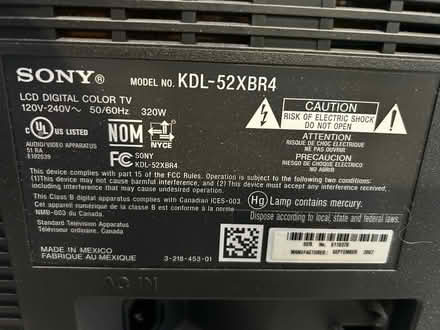 SONY®
MODEL NO. KDL-52XBR4
LCD DIGITAL COLOR TV
120V-240V~ 50/60Hz 320W
CAUTION
RISK OF ELECTRIC SHOCK
DO NOT OPEN
ATTENTION
RISQUE DE CHOC ELECTRIQUE
NE PAS OUVRIR
PRECAUCION
RIESGO DE CHOQUE ELECTRICO
NO ABRIR
c UL US LISTED
AUDIO/VIDEO APPARATUS
E192039
NOM
NYCE
FC SONY
KDL-52XBR4
This device complies with part 15 of the FCC Rules. Operation is subject to the following two conditions:
(1)This device may not cause harmful interference, and (2) this device must accept any interference received,
including interference that may cause undesired operation.
This Class B digital apparatus complies with Canadian ICES-003.
Cet appareil numérique de la classe B est conforme à la norme
NMB-003 du Canada.
Standard Television Apparatus
Téléviseur ordinaire. Canada
Hg Lamp contains mercury.
Dispose according to local, state and federal laws.
MADE IN MEXICO
FABRIQUÉ AU MEXIQUE
3-218-453-01
MANUFACTURED: SEPTEMBER 2007
AC IN